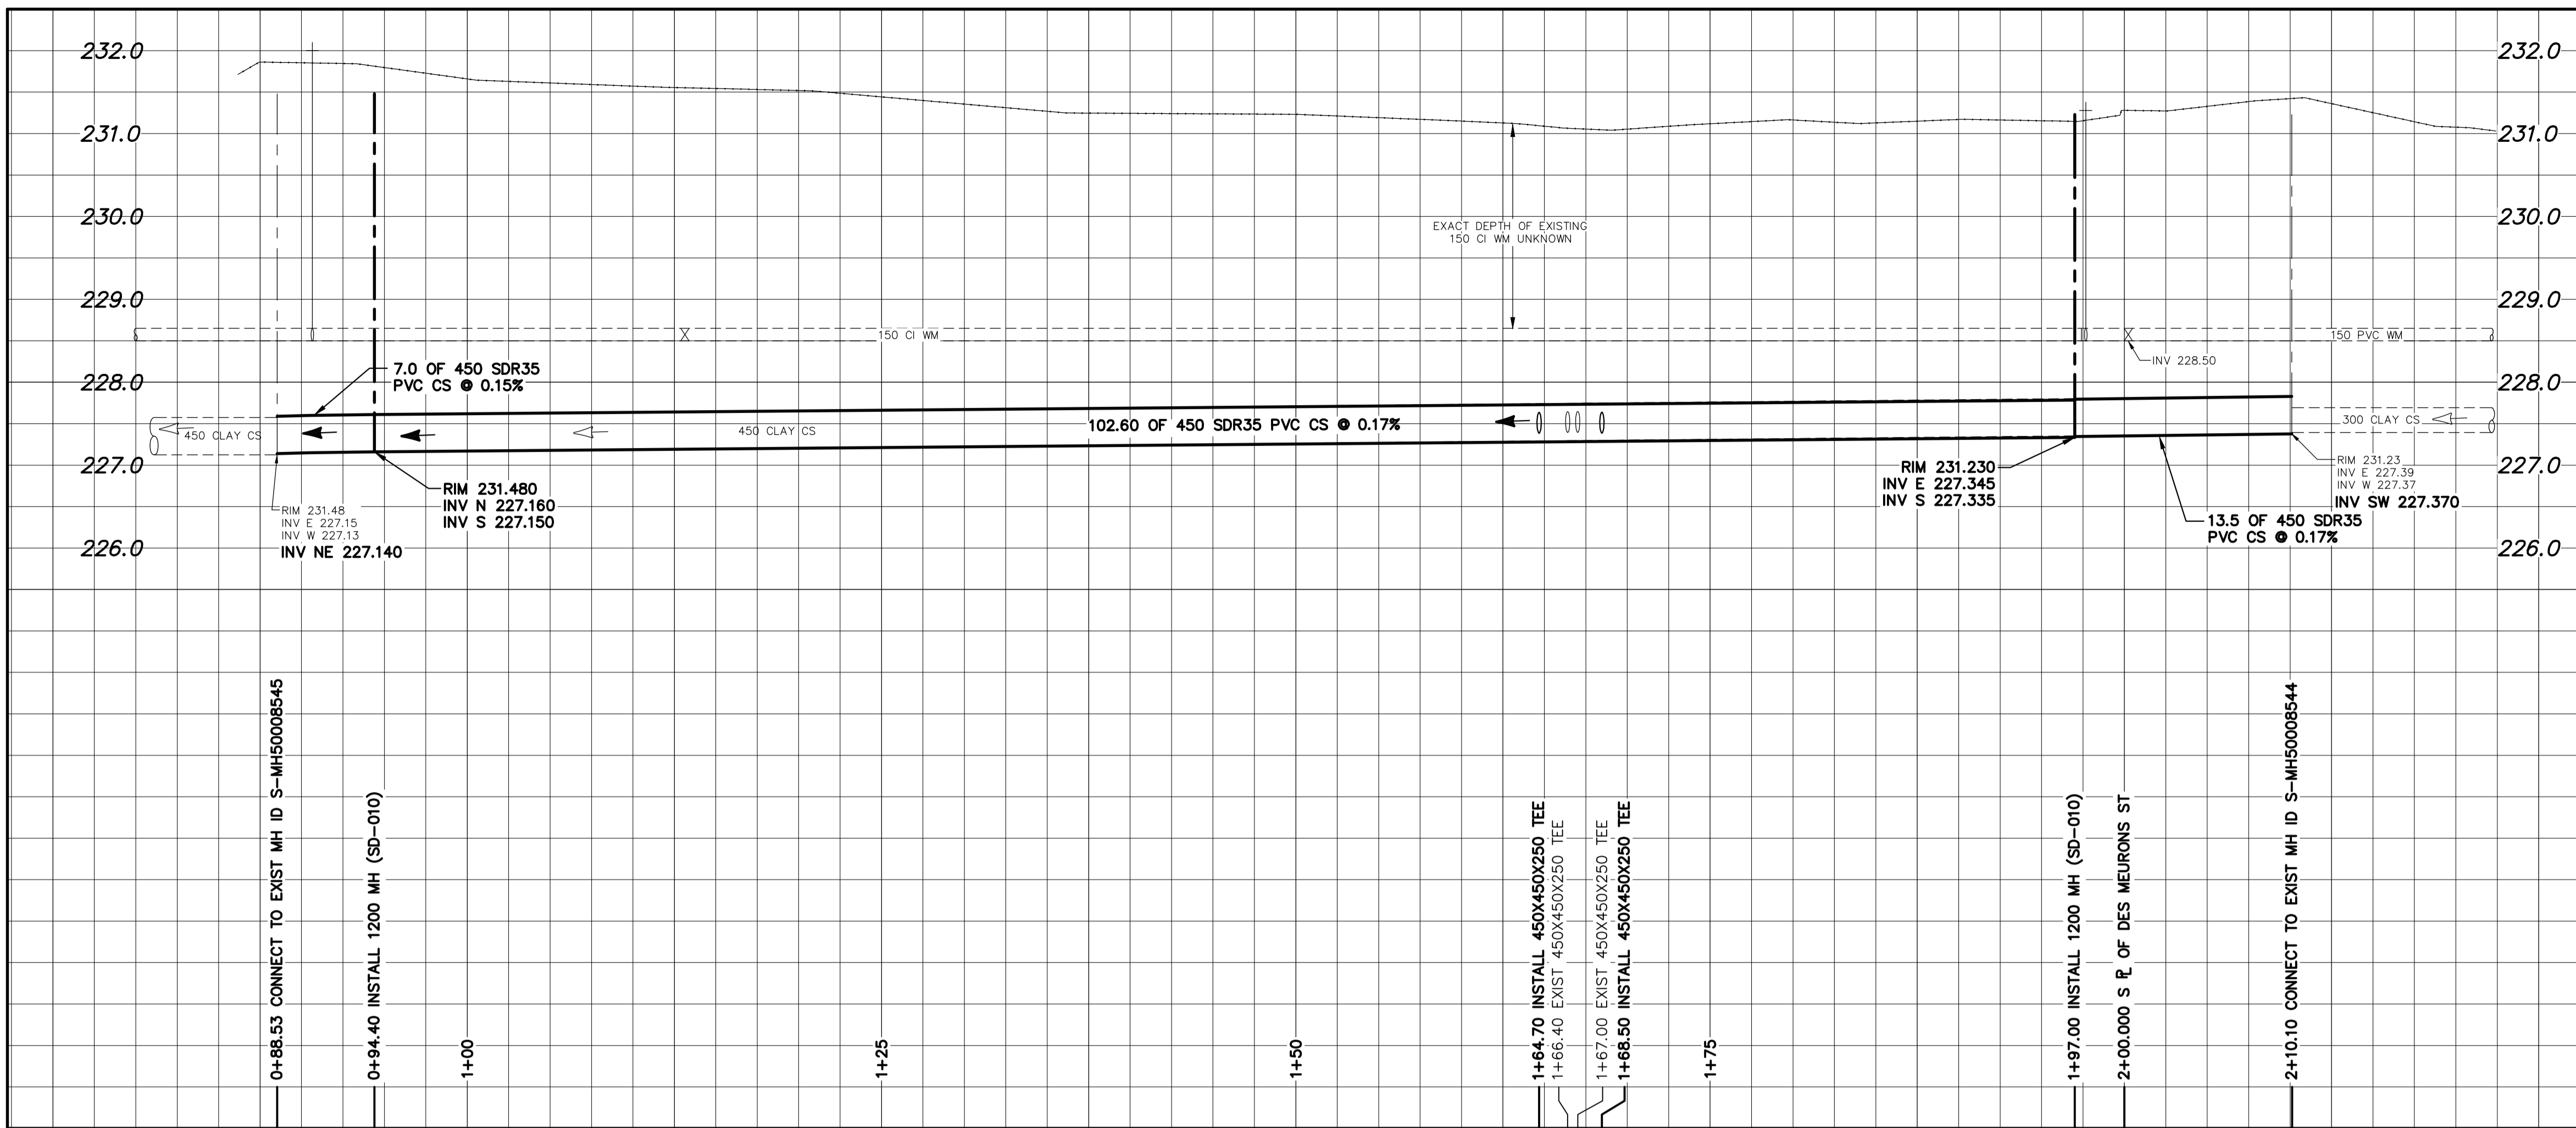 232.0
232.0
231.0
231.0
230.0
230.0
EXACT DEPTH OF EXISTING
150 CI WM UNKNOWN
229.0
229.0
150 CI WM
150 PVC WM
INV 228.50
7.0 OF 450 SDR35
PVC CS @ 0.15%
228.0
228.0
450 CLAY CS
450 CLAY CS
102.60 OF 450 SDR35 PVC CS @ 0.17%
300 CLAY CS
227.0
227.0
RIM 231.480
INV N 227.160
INV S 227.150
RIM 231.230
INV E 227.345
INV S 227.335
RIM 231.23
INV E 227.39
INV W 227.37
INV SW 227.370
RIM 231.48
INV E 227.15
INV W 227.13
INV NE 227.140
13.5 OF 450 SDR35
PVC CS @ 0.17%
226.0
226.0
0+88.53 CONNECT TO EXIST MH ID S-MH50008545
0+94.40 INSTALL 1200 MH (SD-010)
1+00
1+25
1+50
1+64.70 INSTALL 450X450X250 TEE
1+66.40 EXIST 450X450X250 TEE
1+67.00 EXIST 450X450X250 TEE
1+68.50 INSTALL 450X450X250 TEE
1+75
1+97.00 INSTALL 1200 MH (SD-010)
2+00.000 S PL OF DES MEURONS ST
2+10.10 CONNECT TO EXIST MH ID S-MH50008544